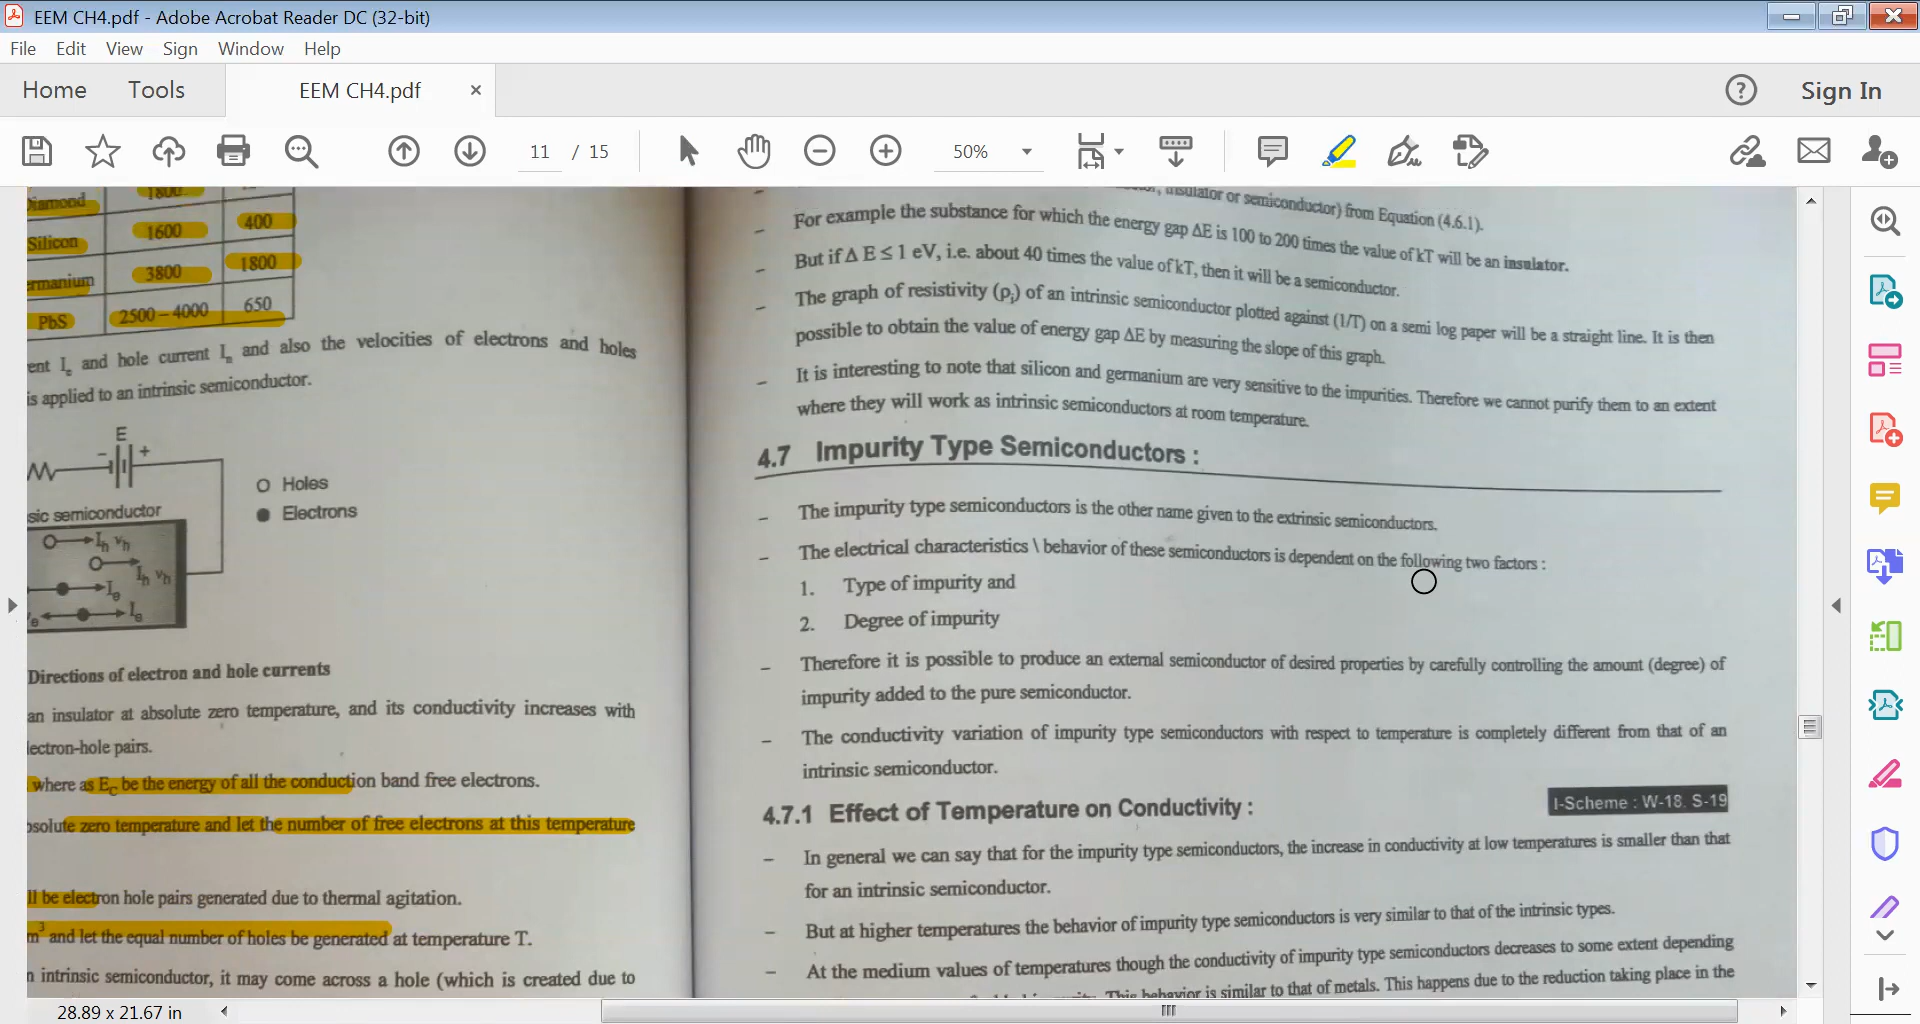 EEM CH4.pdf - Adobe Acrobat Reader DC (32-bit)
File Edit View Sign Window Help
Home Tools EEM CH4.pdf × Sign In
11 / 15 50%
Diamond 1800
Silicon 1600 400
ermanium 3800 1800
PbS 2500 – 4000 650
and hole current I and also the velocities of electrons and holes
is applied to an intrinsic semiconductor.
E
- +
Holes
Electrons
sic semiconductor
Ih vh
Ih vh
Ie
Ie
Directions of electron and hole currents
an insulator at absolute zero temperature, and its conductivity increases with
lectron-hole pairs.
where as EC be the energy of all the conduction band free electrons.
bsolute zero temperature and let the number of free electrons at this temperature
ll be electron hole pairs generated due to thermal agitation.
m3 and let the equal number of holes be generated at temperature T.
n intrinsic semiconductor, it may come across a hole (which is created due to
insulator or semiconductor) from Equation (4.6.1).
– For example the substance for which the energy gap ΔE is 100 to 200 times the value of kT will be an insulator.
– But if Δ E ≤ 1 eV, i.e. about 40 times the value of kT, then it will be a semiconductor.
– The graph of resistivity (ρi) of an intrinsic semiconductor plotted against (1/T) on a semi log paper will be a straight line. It is then
possible to obtain the value of energy gap ΔE by measuring the slope of this graph.
– It is interesting to note that silicon and germanium are very sensitive to the impurities. Therefore we cannot purify them to an extent
where they will work as intrinsic semiconductors at room temperature.
4.7 Impurity Type Semiconductors :
– The impurity type semiconductors is the other name given to the extrinsic semiconductors.
– The electrical characteristics \ behavior of these semiconductors is dependent on the following two factors :
1. Type of impurity and
2. Degree of impurity
– Therefore it is possible to produce an external semiconductor of desired properties by carefully controlling the amount (degree) of
impurity added to the pure semiconductor.
– The conductivity variation of impurity type semiconductors with respect to temperature is completely different from that of an
intrinsic semiconductor.
4.7.1 Effect of Temperature on Conductivity :
I-Scheme : W-18, S-19
– In general we can say that for the impurity type semiconductors, the increase in conductivity at low temperatures is smaller than that
for an intrinsic semiconductor.
– But at higher temperatures the behavior of impurity type semiconductors is very similar to that of the intrinsic types.
– At the medium values of temperatures though the conductivity of impurity type semiconductors decreases to some extent depending
This behavior is similar to that of metals. This happens due to the reduction taking place in the
28.89 x 21.67 in